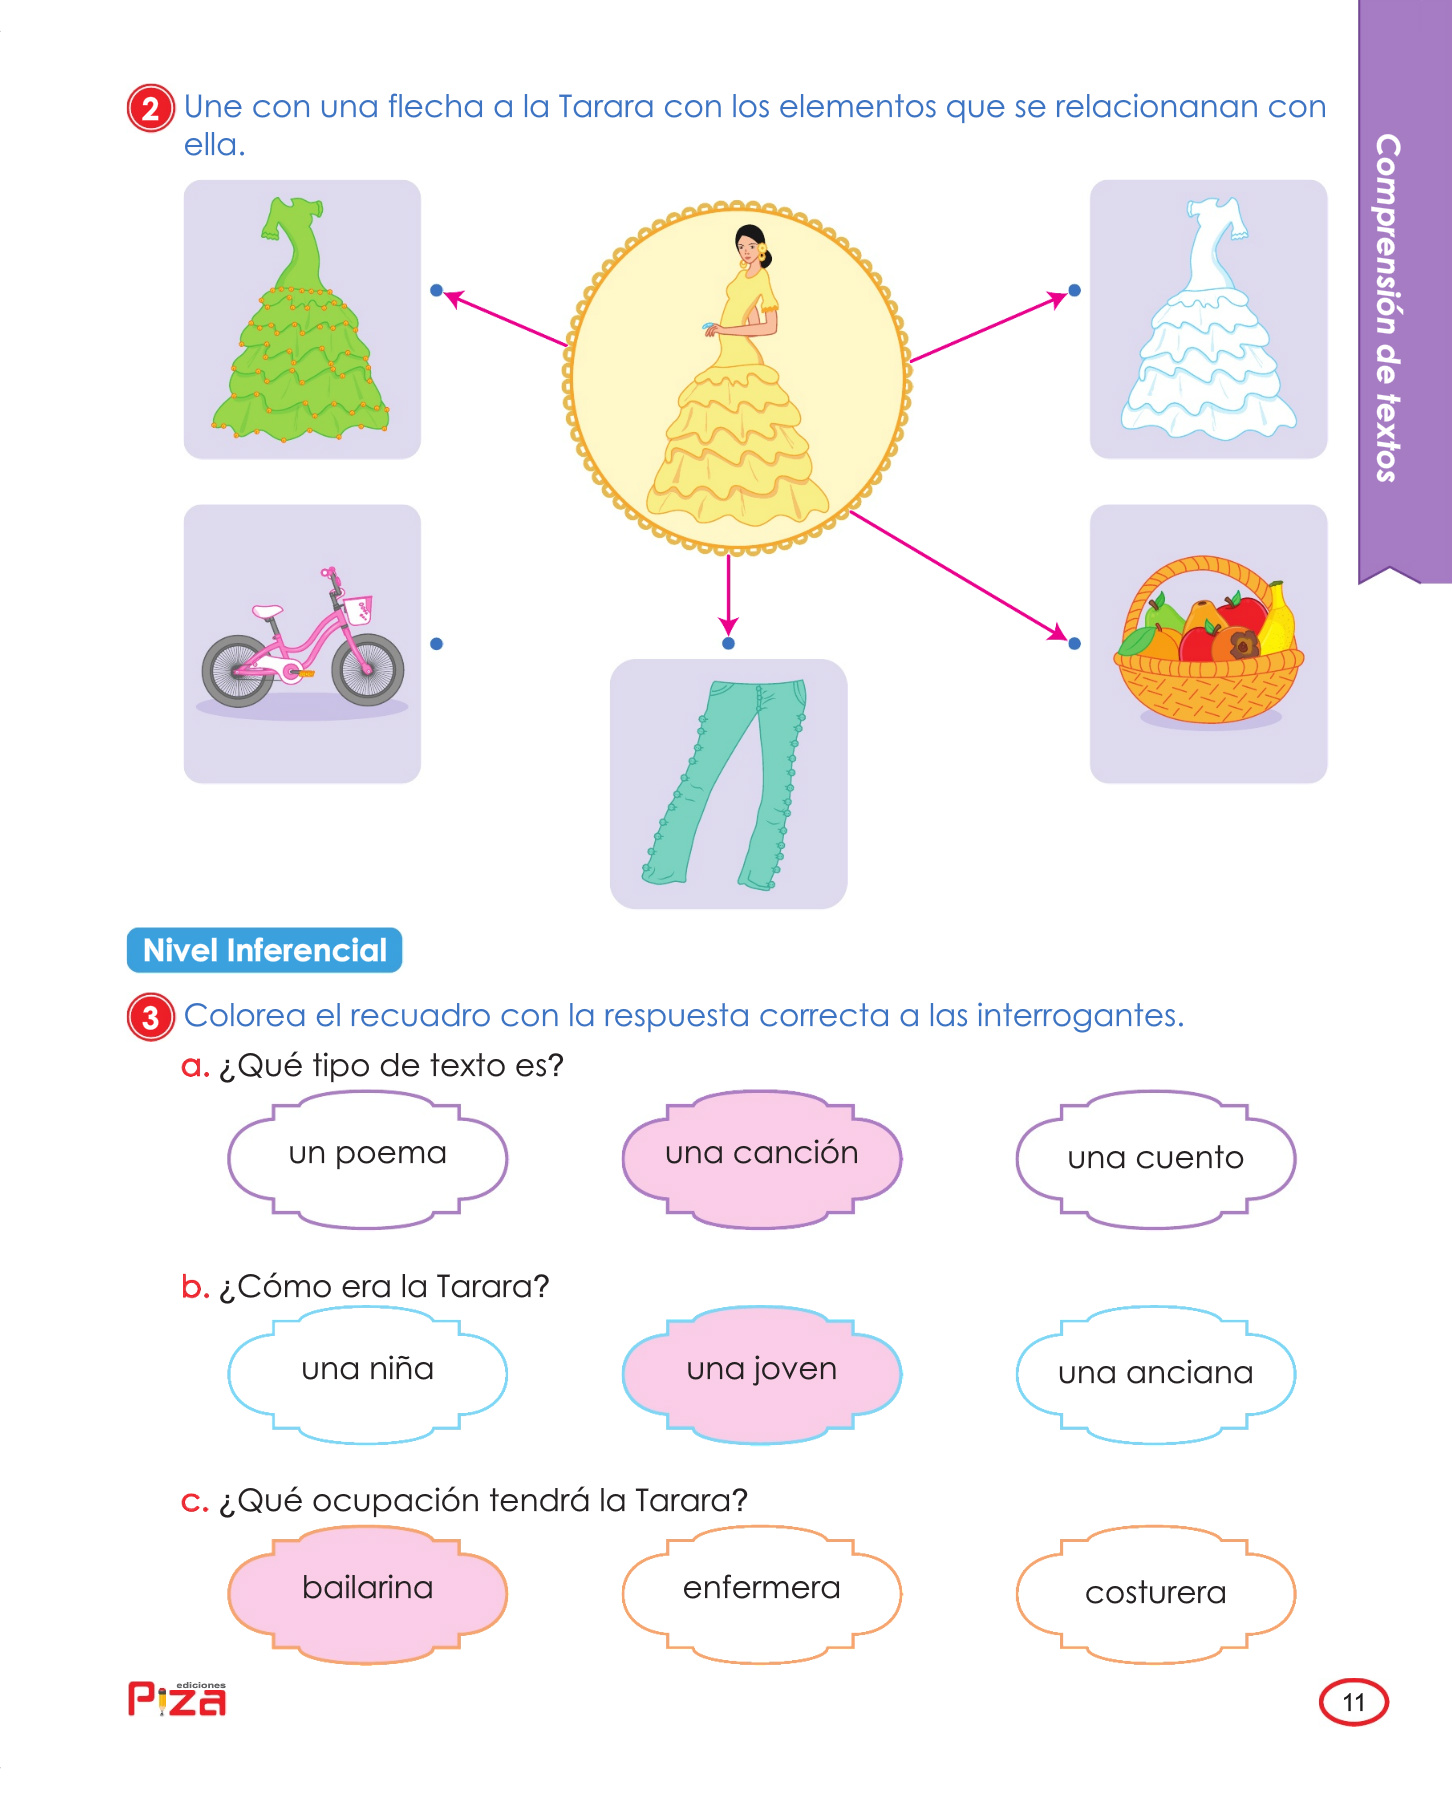 2 Une con una flecha a la Tarara con los elementos que se relacionanan con
ella.
Comprensión de textos
Nivel Inferencial
3 Colorea el recuadro con la respuesta correcta a las interrogantes.
a. ¿Qué tipo de texto es?
un poema
una canción
una cuento
b. ¿Cómo era la Tarara?
una niña
una joven
una anciana
c. ¿Qué ocupación tendrá la Tarara?
bailarina
enfermera
costurera
ediciones
Piza
11